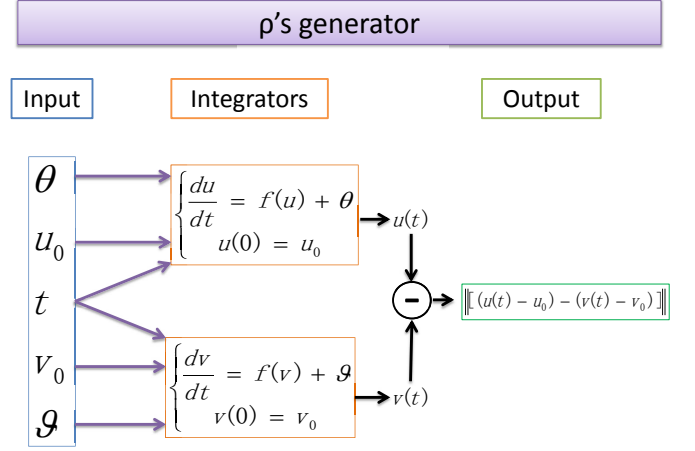 ρ's generator
Input
Integrators
Output
θ
u₀
t
v₀
ϑ
du/dt = f(u) + θ
u(0) = u₀
dv/dt = f(v) + ϑ
v(0) = v₀
u(t)
−
v(t)
‖[(u(t) − u₀) − (v(t) − v₀)]‖